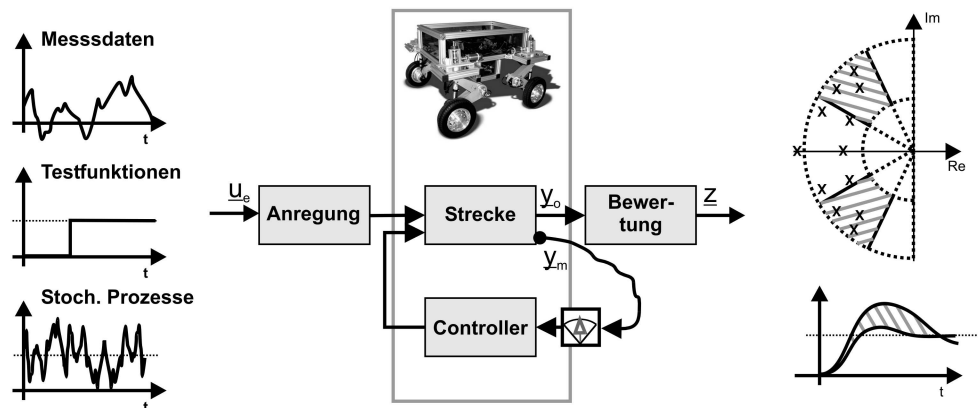 Messsdaten
t
Testfunktionen
t
Stoch. Prozesse
t
u_e
Anregung
Strecke
y_o
Bewer-
tung
z
y_m
Controller
Im
x
x x
x x
x x
Re
x
x x
x
x
t